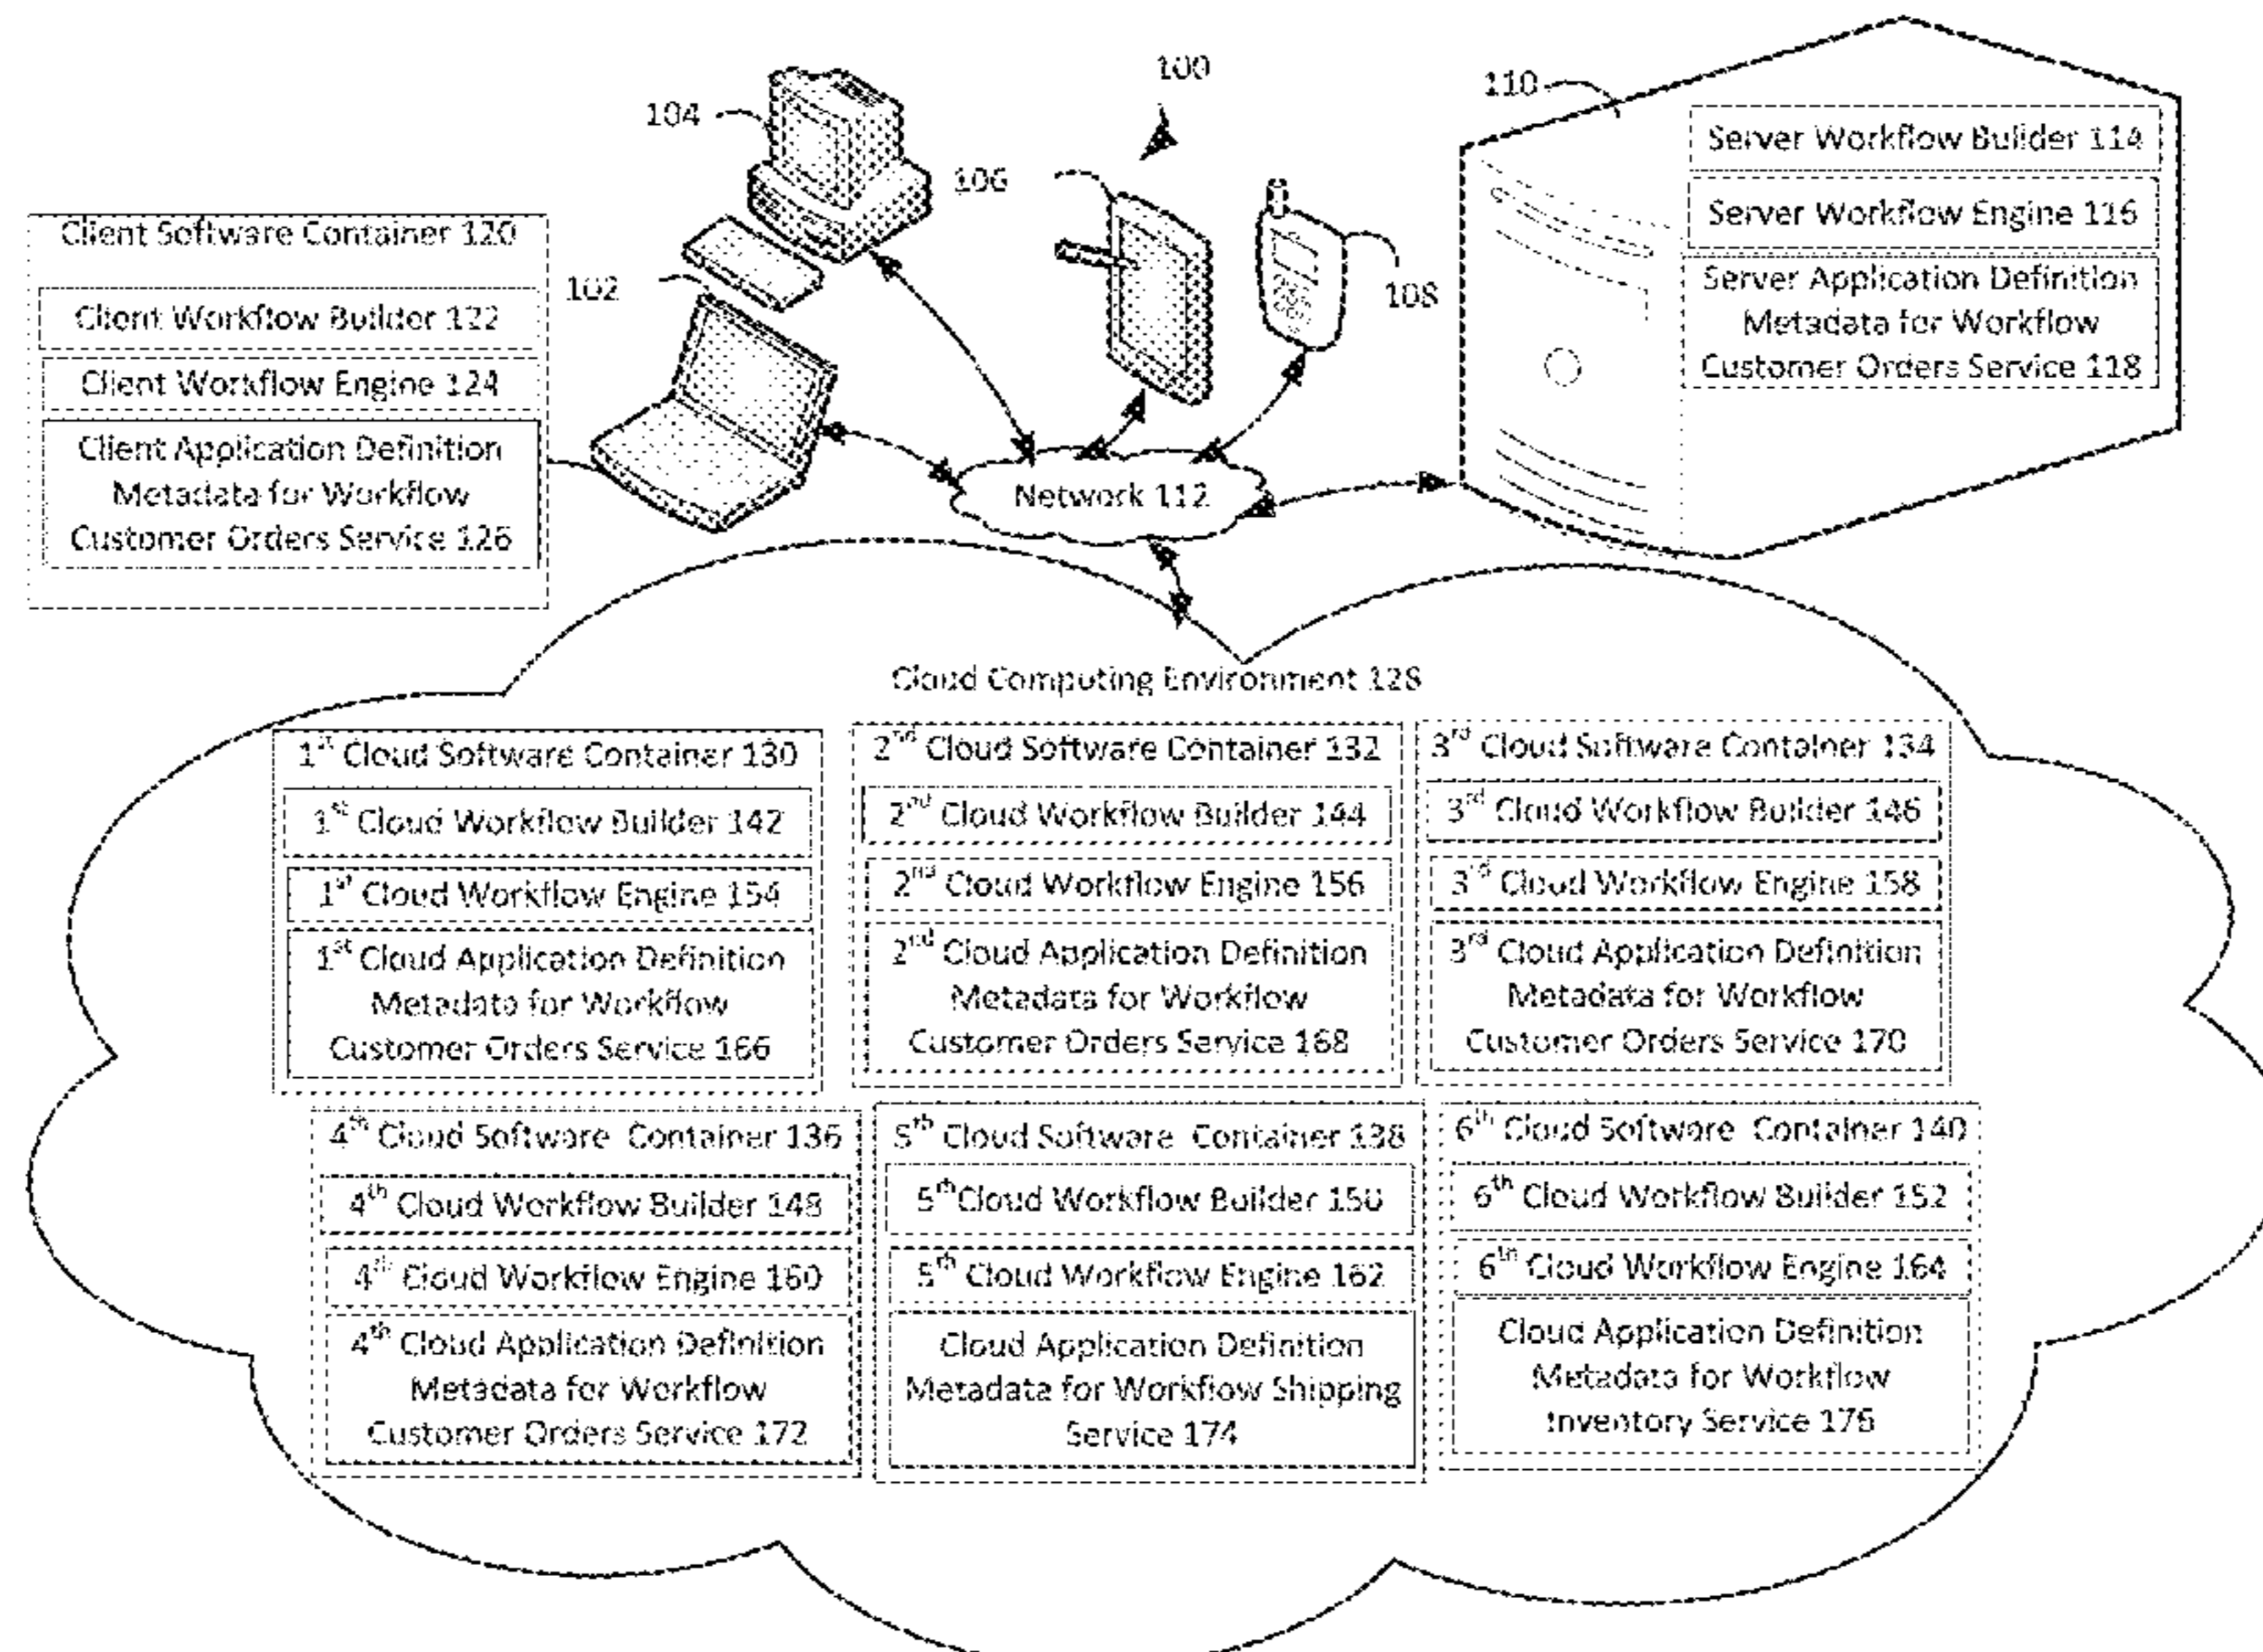 100
104
106
110
Server Workflow Builder 114
Server Workflow Engine 116
Server Application Definition
Metadata for Workflow
Customer Orders Service 118
Client Software Container 120
Client Workflow Builder 122
Client Workflow Engine 124
Client Application Definition
Metadata for Workflow
Customer Orders Service 126
102
108
Network 112
Cloud Computing Environment 128
1st Cloud Software Container 130
1st Cloud Workflow Builder 142
1st Cloud Workflow Engine 154
1st Cloud Application Definition
Metadata for Workflow
Customer Orders Service 166
2nd Cloud Software Container 132
2nd Cloud Workflow Builder 144
2nd Cloud Workflow Engine 156
2nd Cloud Application Definition
Metadata for Workflow
Customer Orders Service 168
3rd Cloud Software Container 134
3rd Cloud Workflow Builder 146
3rd Cloud Workflow Engine 158
3rd Cloud Application Definition
Metadata for Workflow
Customer Orders Service 170
4th Cloud Software Container 136
4th Cloud Workflow Builder 148
4th Cloud Workflow Engine 160
4th Cloud Application Definition
Metadata for Workflow
Customer Orders Service 172
5th Cloud Software Container 138
5th Cloud Workflow Builder 150
5th Cloud Workflow Engine 162
Cloud Application Definition
Metadata for Workflow Shipping
Service 174
6th Cloud Software Container 140
6th Cloud Workflow Builder 152
6th Cloud Workflow Engine 164
Cloud Application Definition
Metadata for Workflow
Inventory Service 176